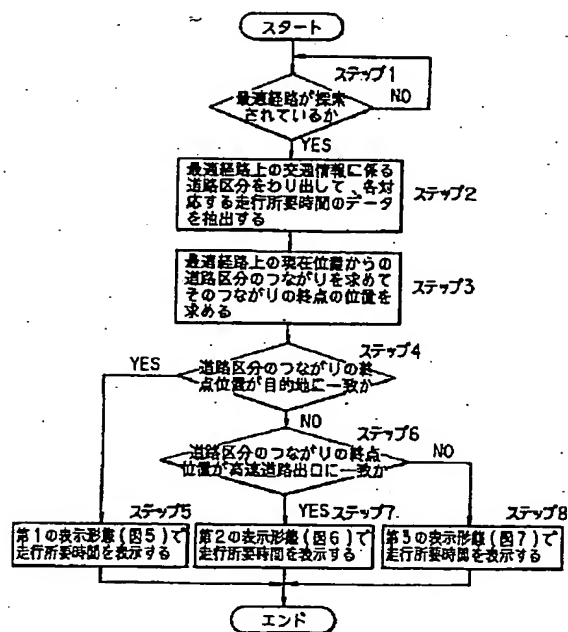 スタート
ステップ1
最適経路が探索
されているか
NO
YES
最適経路上の交通情報に係る
道路区分をわり出して、各対
応する走行所要時間のデータ
を抽出する
ステップ2
最適経路上の現在位置からの
道路区分のつながりを求めて
そのつながりの終点の位置を
求める
ステップ3
ステップ4
YES
道路区分のつながりの終
点位置が目的地に一致か
NO
ステップ6
道路区分のつながりの終点
位置が高速道路出口に一致か
NO
ステップ5
YES
ステップ7
ステップ8
第1の表示形態(図5)で
走行所要時間を表示する
第2の表示形態(図6)で
走行所要時間を表示する
第3の表示形態(図7)で
走行所要時間を表示する
エンド